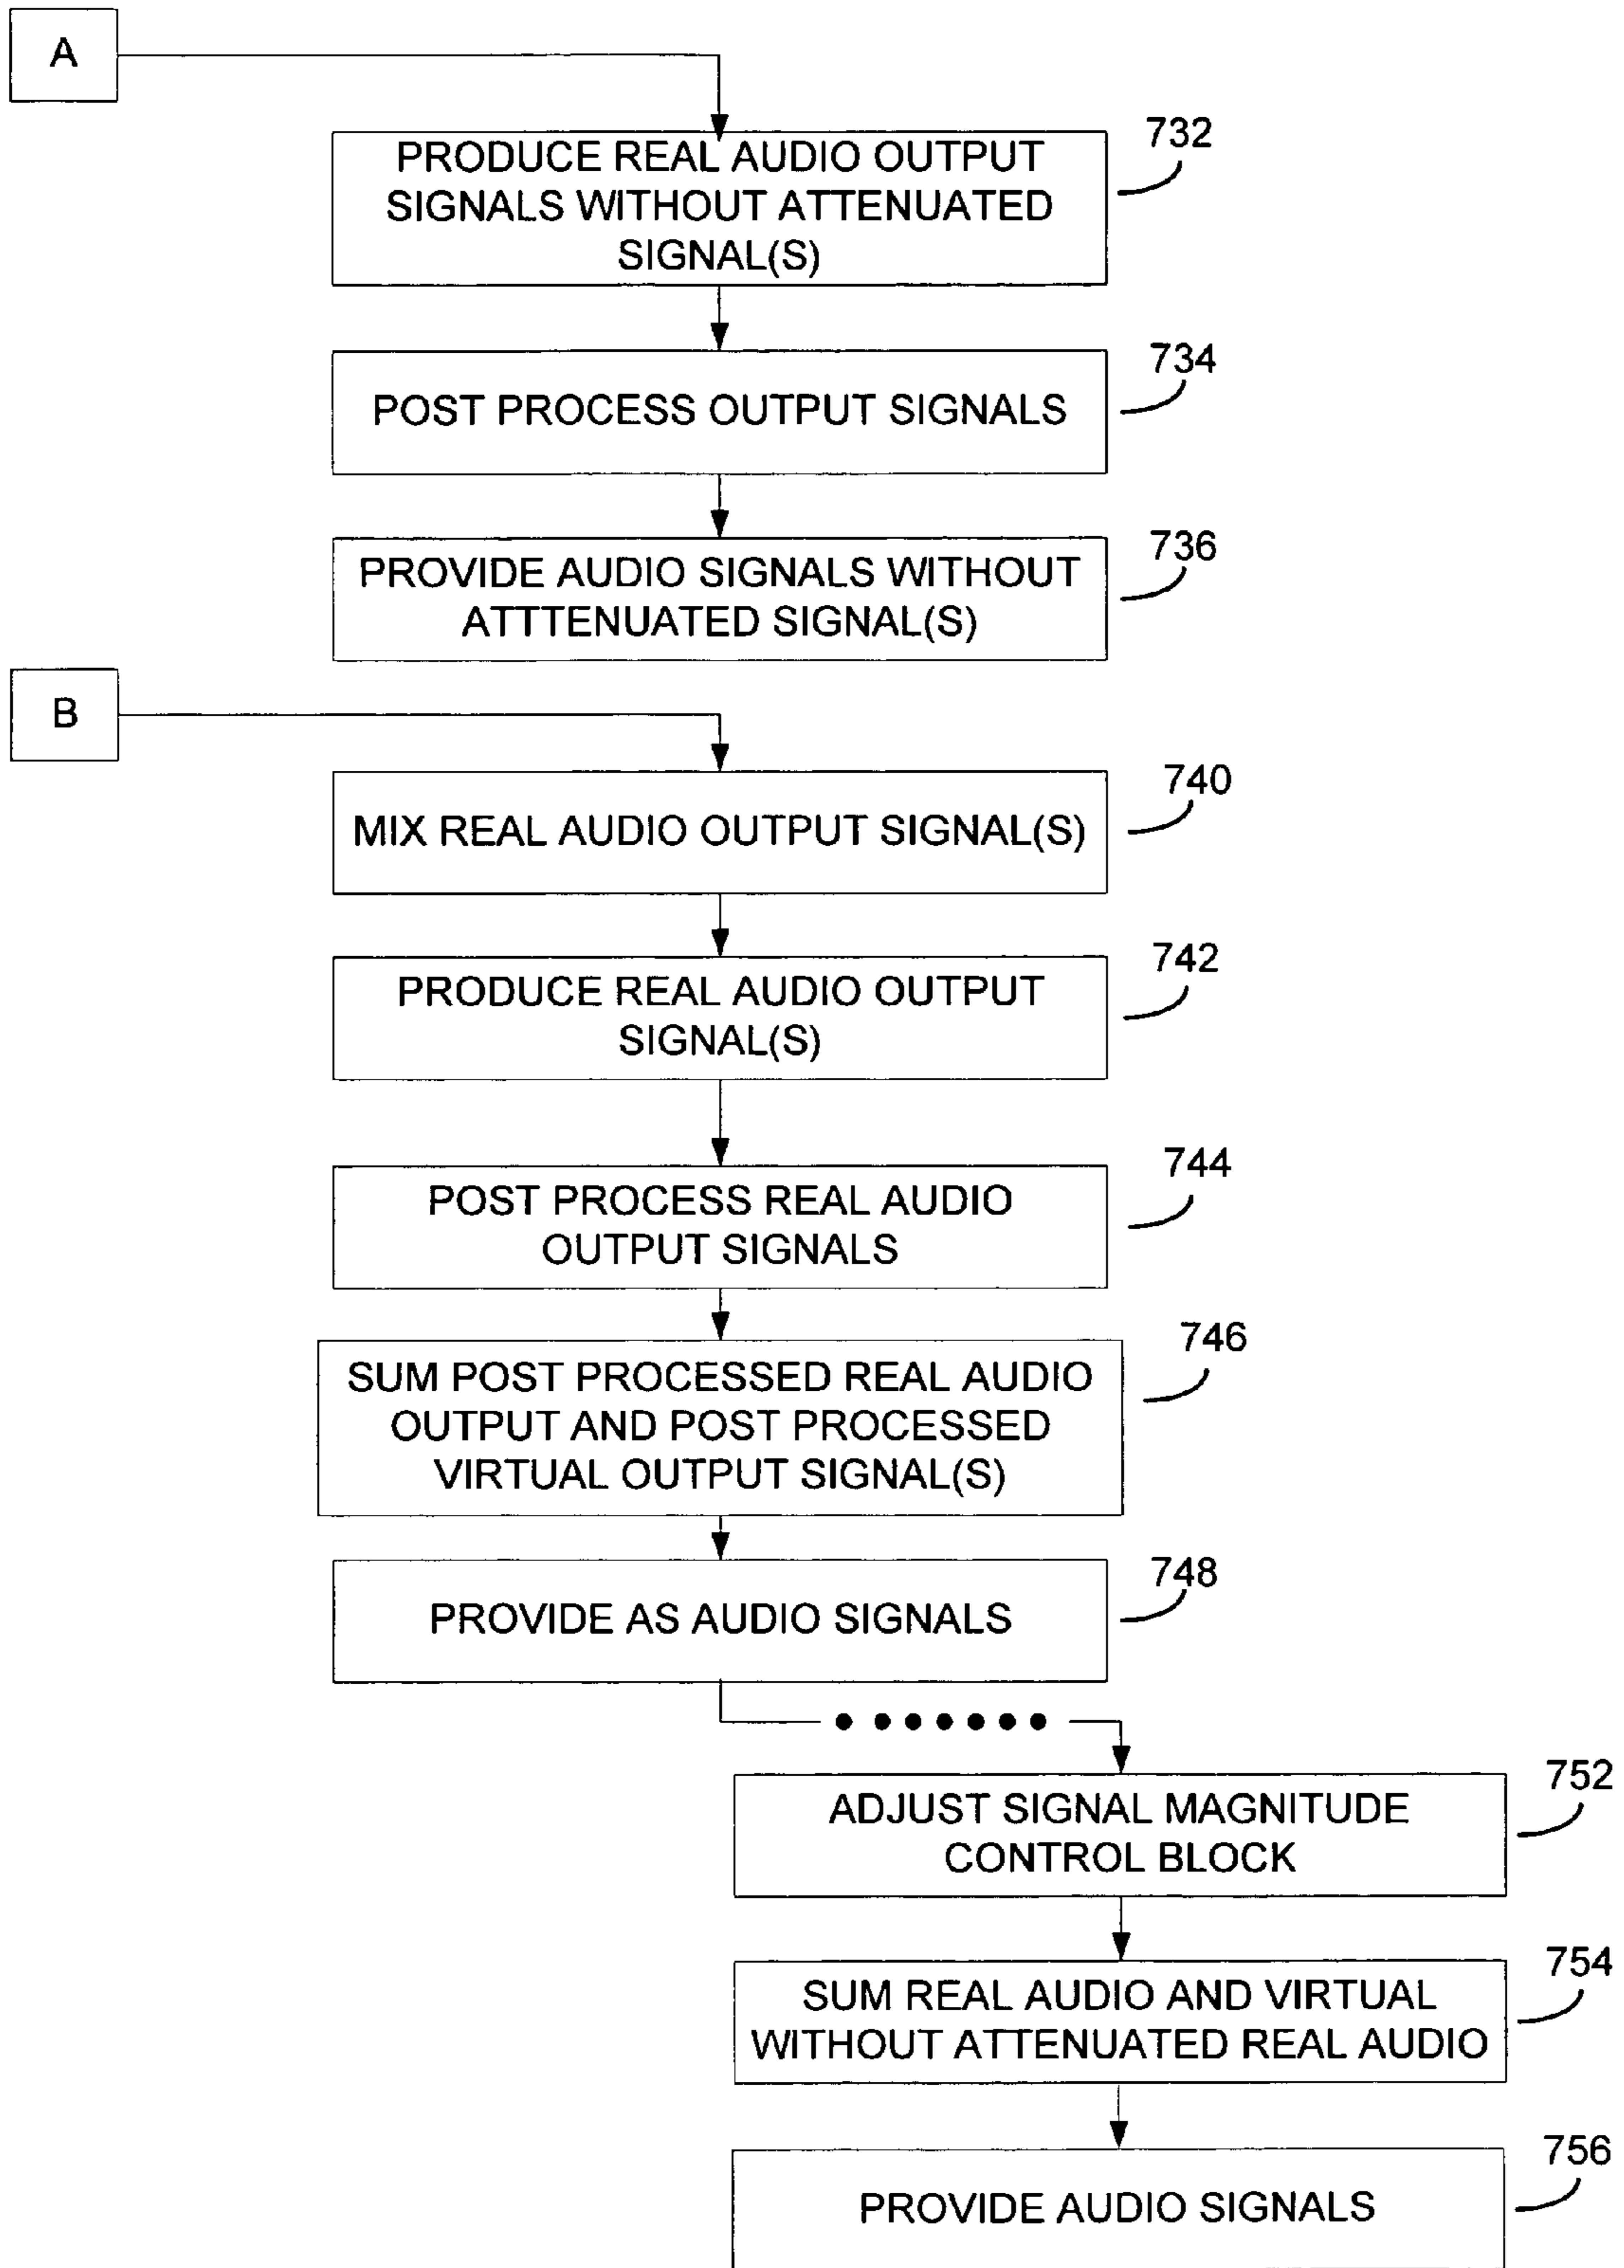 A
PRODUCE REAL AUDIO OUTPUT
SIGNALS WITHOUT ATTENUATED
SIGNAL(S)
732
POST PROCESS OUTPUT SIGNALS
734
PROVIDE AUDIO SIGNALS WITHOUT
ATTTENUATED SIGNAL(S)
736
B
MIX REAL AUDIO OUTPUT SIGNAL(S)
740
PRODUCE REAL AUDIO OUTPUT
SIGNAL(S)
742
POST PROCESS REAL AUDIO
OUTPUT SIGNALS
744
SUM POST PROCESSED REAL AUDIO
OUTPUT AND POST PROCESSED
VIRTUAL OUTPUT SIGNAL(S)
746
PROVIDE AS AUDIO SIGNALS
748
ADJUST SIGNAL MAGNITUDE
CONTROL BLOCK
752
SUM REAL AUDIO AND VIRTUAL
WITHOUT ATTENUATED REAL AUDIO
754
PROVIDE AUDIO SIGNALS
756